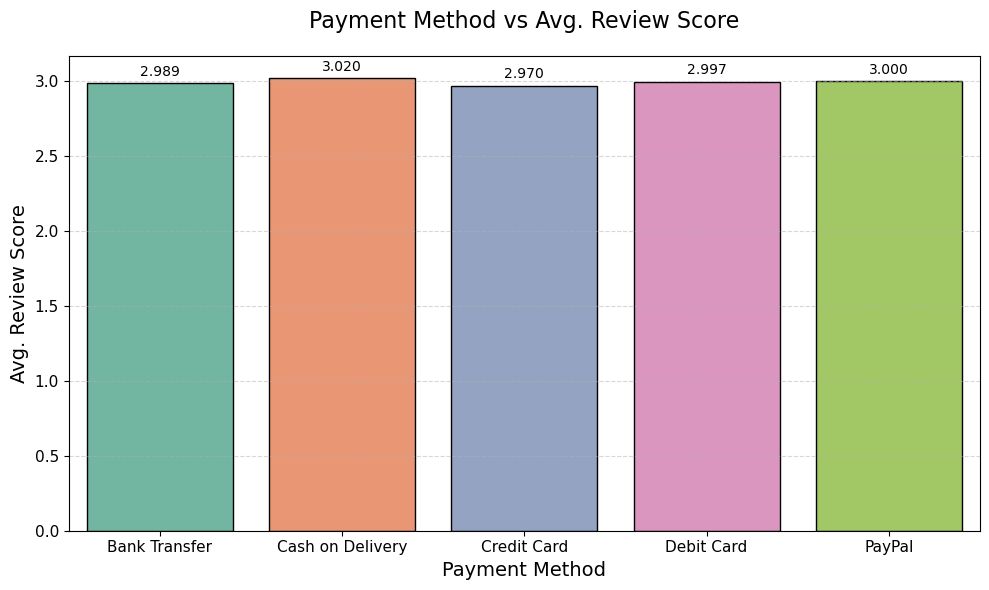 Payment Method vs Avg. Review Score
2.989
3.020
2.970
2.997
3.000
Avg. Review Score
3.0
2.5
2.0
1.5
1.0
0.5
0.0
Bank Transfer
Cash on Delivery
Credit Card
Debit Card
PayPal
Payment Method